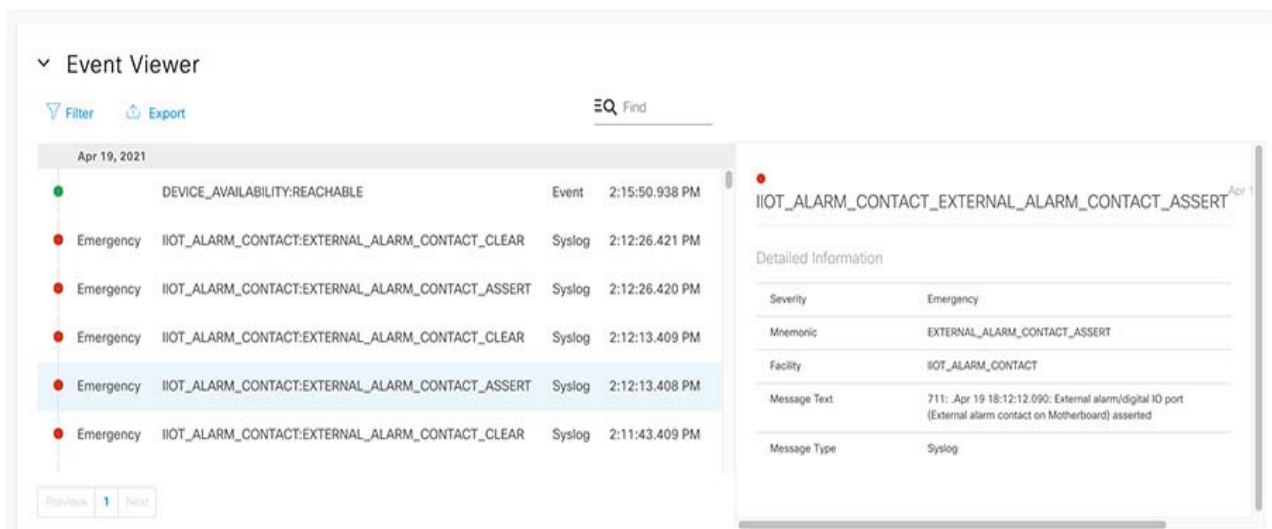 Event Viewer
Filter Export Find
Apr 19, 2021
DEVICE_AVAILABILITY:REACHABLE Event 2:15:50.938 PM
Emergency IIOT_ALARM_CONTACT:EXTERNAL_ALARM_CONTACT_CLEAR Syslog 2:12:26.421 PM
Emergency IIOT_ALARM_CONTACT:EXTERNAL_ALARM_CONTACT_ASSERT Syslog 2:12:26.420 PM
Emergency IIOT_ALARM_CONTACT:EXTERNAL_ALARM_CONTACT_CLEAR Syslog 2:12:13.409 PM
Emergency IIOT_ALARM_CONTACT:EXTERNAL_ALARM_CONTACT_ASSERT Syslog 2:12:13.408 PM
Emergency IIOT_ALARM_CONTACT:EXTERNAL_ALARM_CONTACT_CLEAR Syslog 2:11:43.409 PM
Previous 1 Next
IIOT_ALARM_CONTACT_EXTERNAL_ALARM_CONTACT_ASSERT Apr 1
Detailed Information
Severity Emergency
Mnemonic EXTERNAL_ALARM_CONTACT_ASSERT
Facility IIOT_ALARM_CONTACT
Message Text 711: .Apr 19 18:12:12.090: External alarm/digital IO port
(External alarm contact on Motherboard) asserted
Message Type Syslog